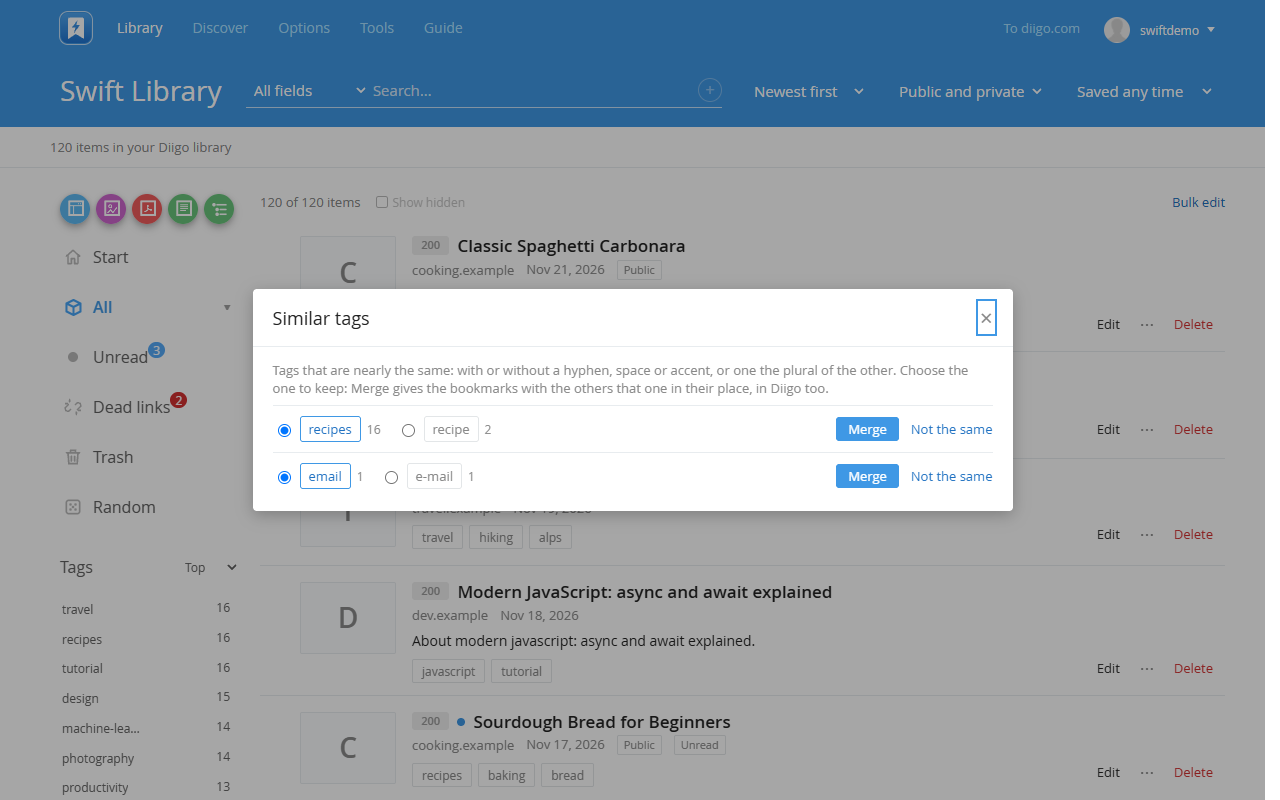 Library Discover Options Tools Guide To diigo.com swiftdemo
Swift Library All fields Search... + Newest first Public and private Saved any time
120 items in your Diigo library
120 of 120 items Show hidden Bulk edit
Start
All
Unread 3
Dead links 2
Trash
Random
Tags Top
travel 16
recipes 16
tutorial 16
design 15
machine-lea... 14
photography 14
productivity 13
C
200 Classic Spaghetti Carbonara
cooking.example Nov 21, 2026 Public
Edit ··· Delete
Similar tags ×
Tags that are nearly the same: with or without a hyphen, space or accent, or one the plural of the other. Choose the
one to keep: Merge gives the bookmarks with the others that one in their place, in Diigo too.
recipes 16 recipe 2 Merge Not the same
email 1 e-mail 1 Merge Not the same
Edit ··· Delete
travel hiking alps
Edit ··· Delete
D
200 Modern JavaScript: async and await explained
dev.example Nov 18, 2026
About modern javascript: async and await explained.
javascript tutorial
Edit ··· Delete
C
200 Sourdough Bread for Beginners
cooking.example Nov 17, 2026 Public Unread
recipes baking bread
Edit ··· Delete